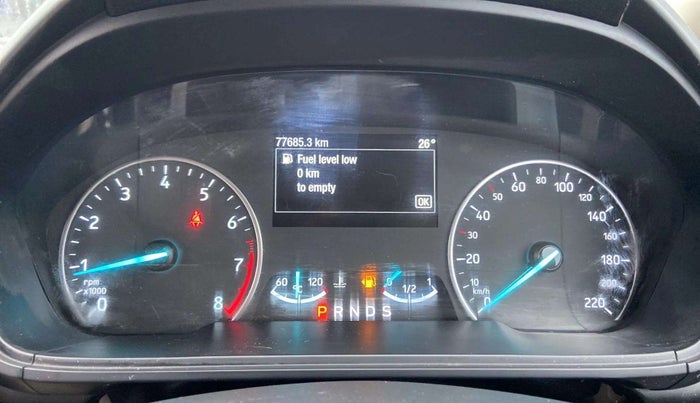 77685.3 km 26°
Fuel level low
0 km
to empty
OK
0 1 2 3 4 5 6 7 8
rpm
x1000
60 °C 120
0 1/2 1
P R N D S
0 10 20 30 40 50 60 80 100 120 140 160 180 200 220
km/h